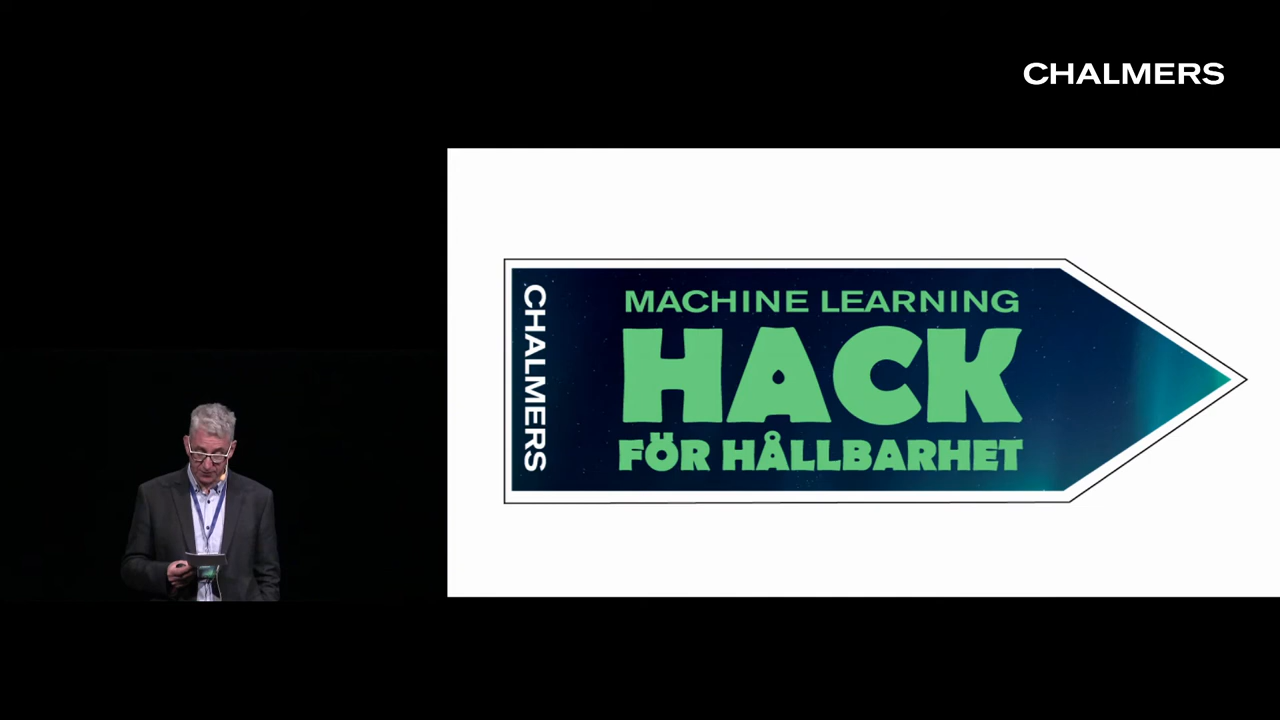 CHALMERS
CHALMERS
MACHINE LEARNING
HACK
FÖR HÅLLBARHET